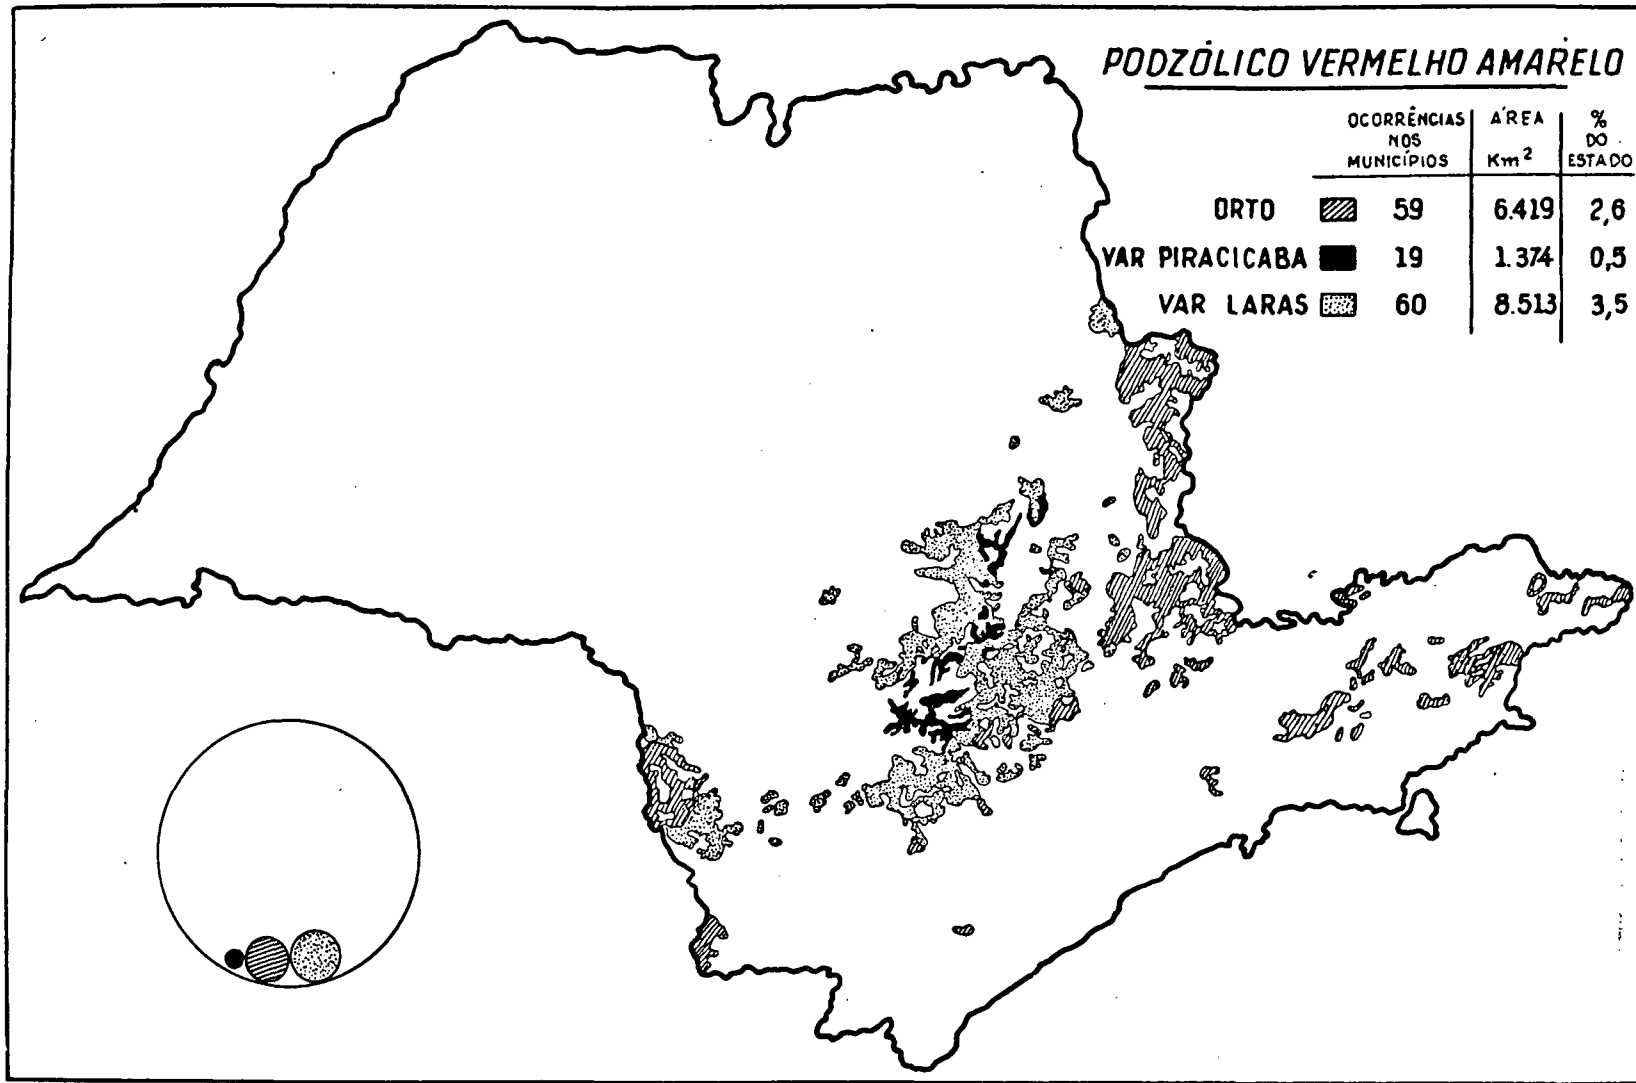 PODZÓLICO VERMELHO AMARELO
OCORRÊNCIAS NOS MUNICÍPIOS ÁREA Km² % DO ESTADO
ORTO 59 6.419 2,6
VAR PIRACICABA 19 1.374 0,5
VAR LARAS 60 8.513 3,5